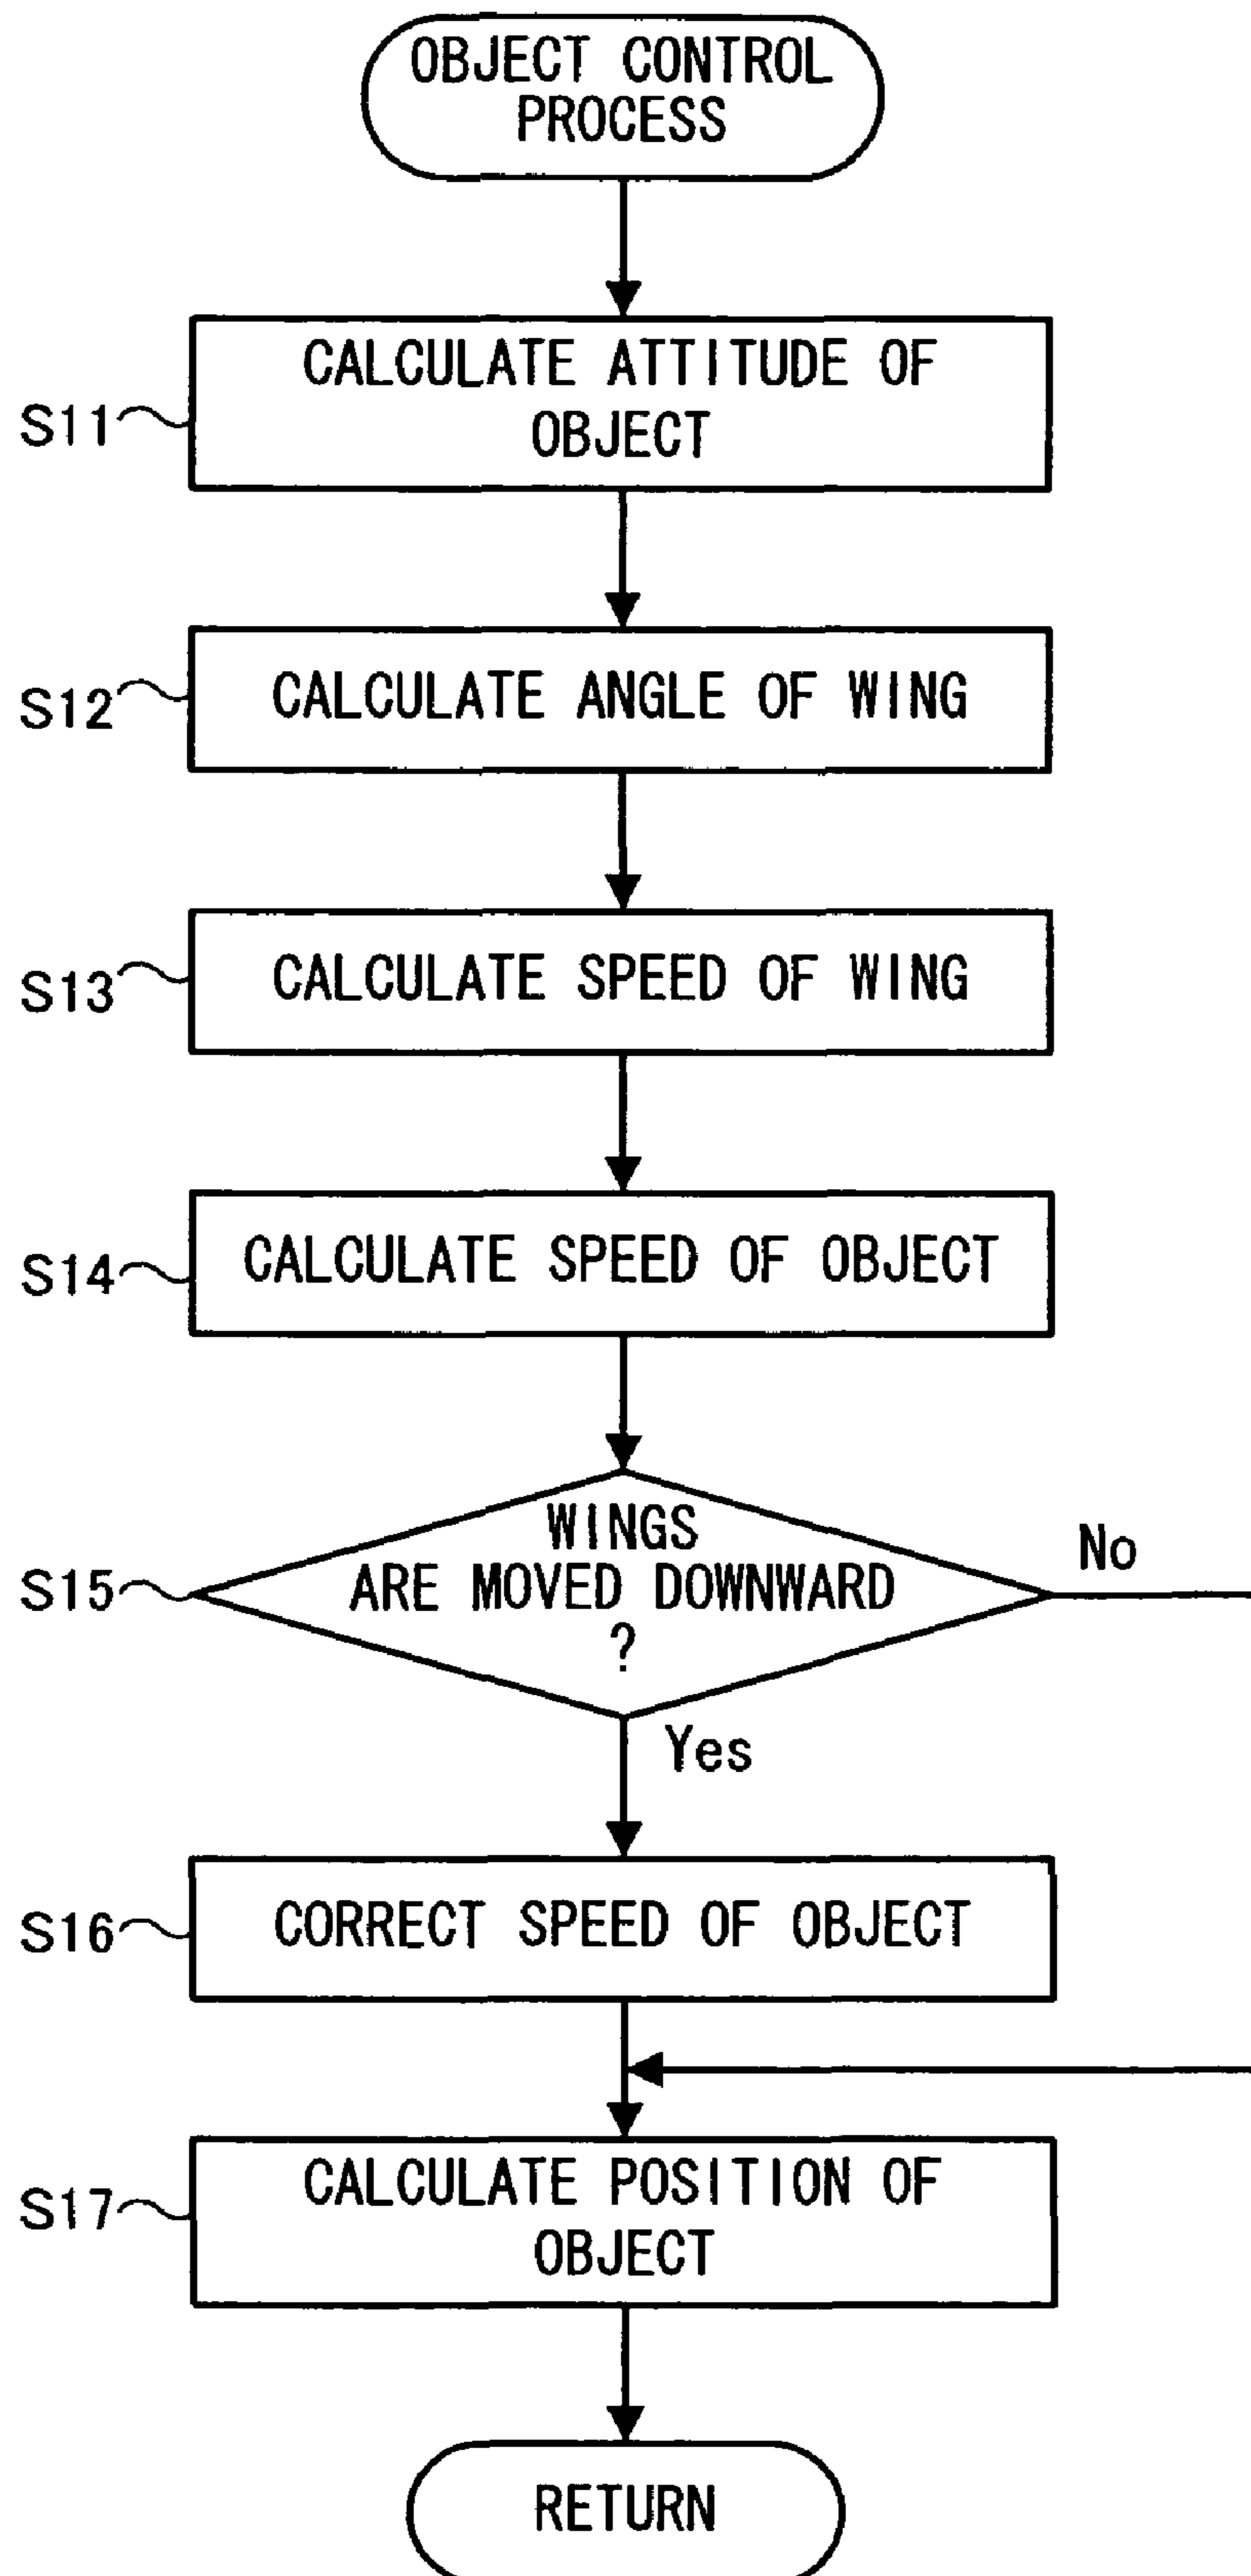 OBJECT CONTROL
PROCESS
CALCULATE ATTITUDE OF
OBJECT
S11
CALCULATE ANGLE OF WING
S12
CALCULATE SPEED OF WING
S13
CALCULATE SPEED OF OBJECT
S14
WINGS
ARE MOVED DOWNWARD
?
S15
No
Yes
CORRECT SPEED OF OBJECT
S16
CALCULATE POSITION OF
OBJECT
S17
RETURN